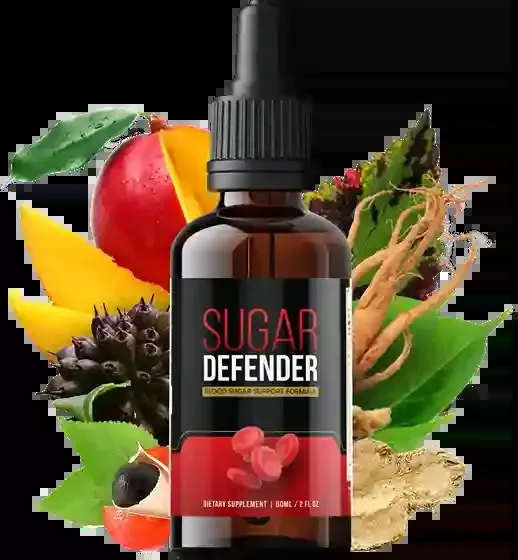 SUGAR
DEFENDER
BLOOD SUGAR SUPPORT FORMULA
DIETARY SUPPLEMENT | 60ML / 2 FL OZ